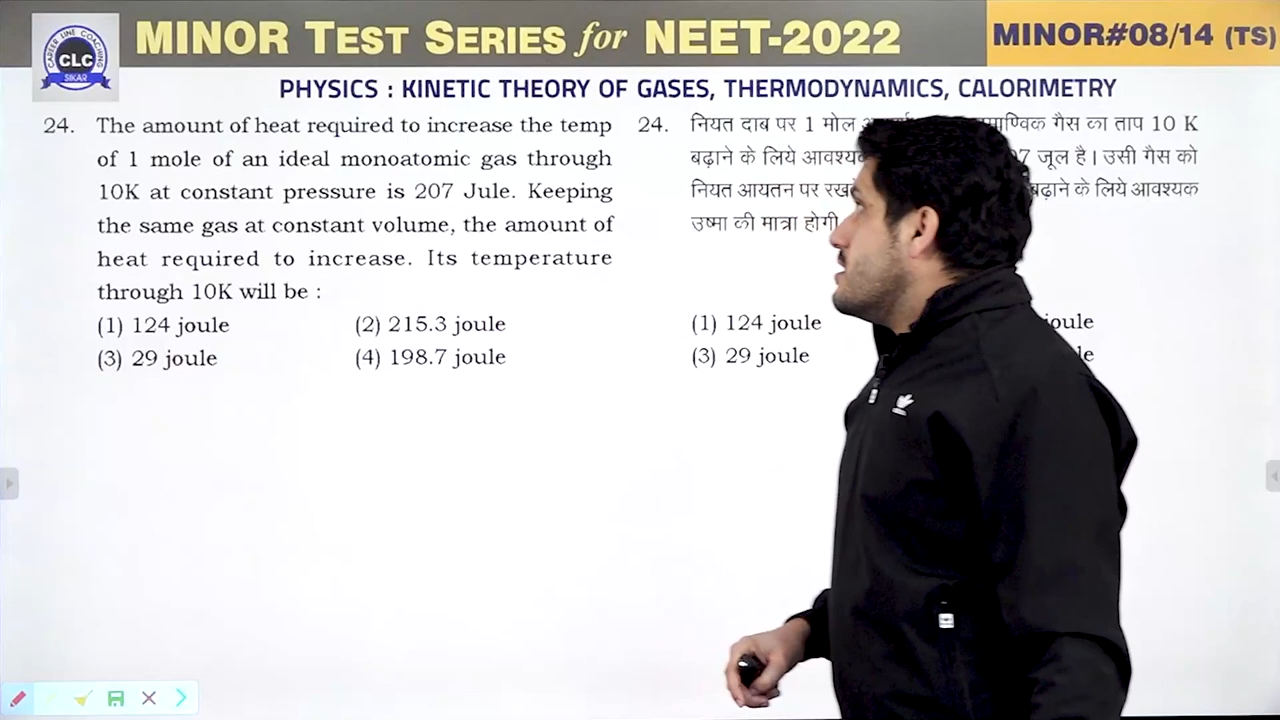 CAREER LINE COACHING
CLC
SIKAR
MINOR TEST SERIES for NEET-2022
MINOR#08/14 (TS)
PHYSICS : KINETIC THEORY OF GASES, THERMODYNAMICS, CALORIMETRY
24. The amount of heat required to increase the temp
of 1 mole of an ideal monoatomic gas through
10K at constant pressure is 207 Jule. Keeping
the same gas at constant volume, the amount of
heat required to increase. Its temperature
through 10K will be :
(1) 124 joule (2) 215.3 joule
(3) 29 joule (4) 198.7 joule
24. नियत दाब पर 1 मोल गैस का ताप 10 K
बढ़ाने के लिये जूल है। उसी गैस को
नियत आयतन पर बढ़ाने के लिये आवश्यक
उष्मा की मात्रा होगी
(1) 124 joule
(3) 29 joule